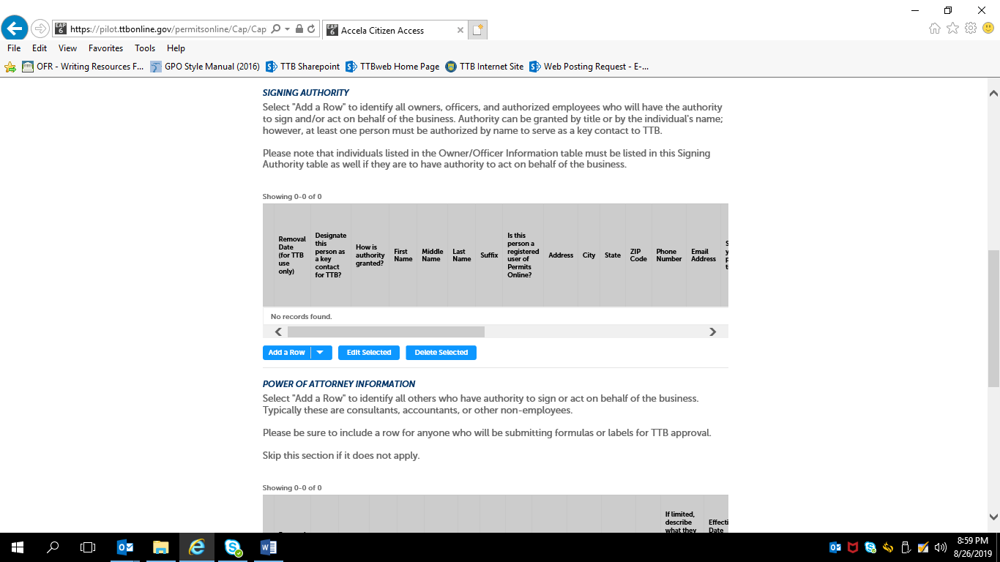 https://pilot.ttbonline.gov/permitsonline/Cap/Cap
Accela Citizen Access
File Edit View Favorites Tools Help
OFR - Writing Resources F... GPO Style Manual (2016) TTB Sharepoint TTBweb Home Page TTB Internet Site Web Posting Request - E-...
SIGNING AUTHORITY
Select "Add a Row" to identify all owners, officers, and authorized employees who will have the authority
to sign and/or act on behalf of the business. Authority can be granted by title or by the individual's name;
however, at least one person must be authorized by name to serve as a key contact to TTB.
Please note that individuals listed in the Owner/Officer Information table must be listed in this Signing
Authority table as well if they are to have authority to act on behalf of the business.
Showing 0-0 of 0
Removal
Date
(for TTB
use
only)
Designate
this
person as
a key
contact
for TTB?
How is
authority
granted?
First
Name
Middle
Name
Last
Name
Suffix
Is this
person a
registered
user of
Permits
Online?
Address
City
State
ZIP
Code
Phone
Number
Email
Address
No records found.
Add a Row
Edit Selected
Delete Selected
POWER OF ATTORNEY INFORMATION
Select "Add a Row" to identify all others who have authority to sign or act on behalf of the business.
Typically these are consultants, accountants, or other non-employees.
Please be sure to include a row for anyone who will be submitting formulas or labels for TTB approval.
Skip this section if it does not apply.
Showing 0-0 of 0
If limited,
describe
what they
Effecti
Date
8:59 PM
8/26/2019